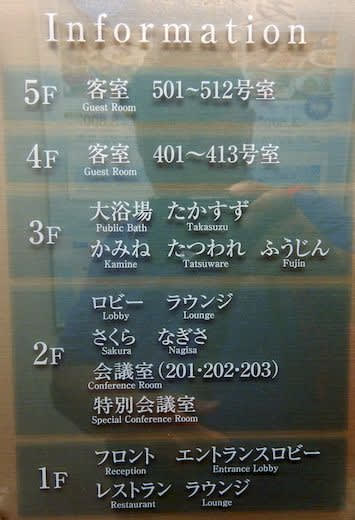 Information
5F 客室 501～512号室
Guest Room
4F 客室 401～413号室
Guest Room
3F 大浴場 たかすず
Public Bath Takasuzu
かみね たつわれ ふうじん
Kamine Tatsuware Fujin
2F ロビー ラウンジ
Lobby Lounge
さくら なぎさ
Sakura Nagisa
会議室（201・202・203）
Conference Room
特別会議室
Special Conference Room
1F フロント エントランスロビー
Reception Entrance Lobby
レストラン ラウンジ
Restaurant Lounge